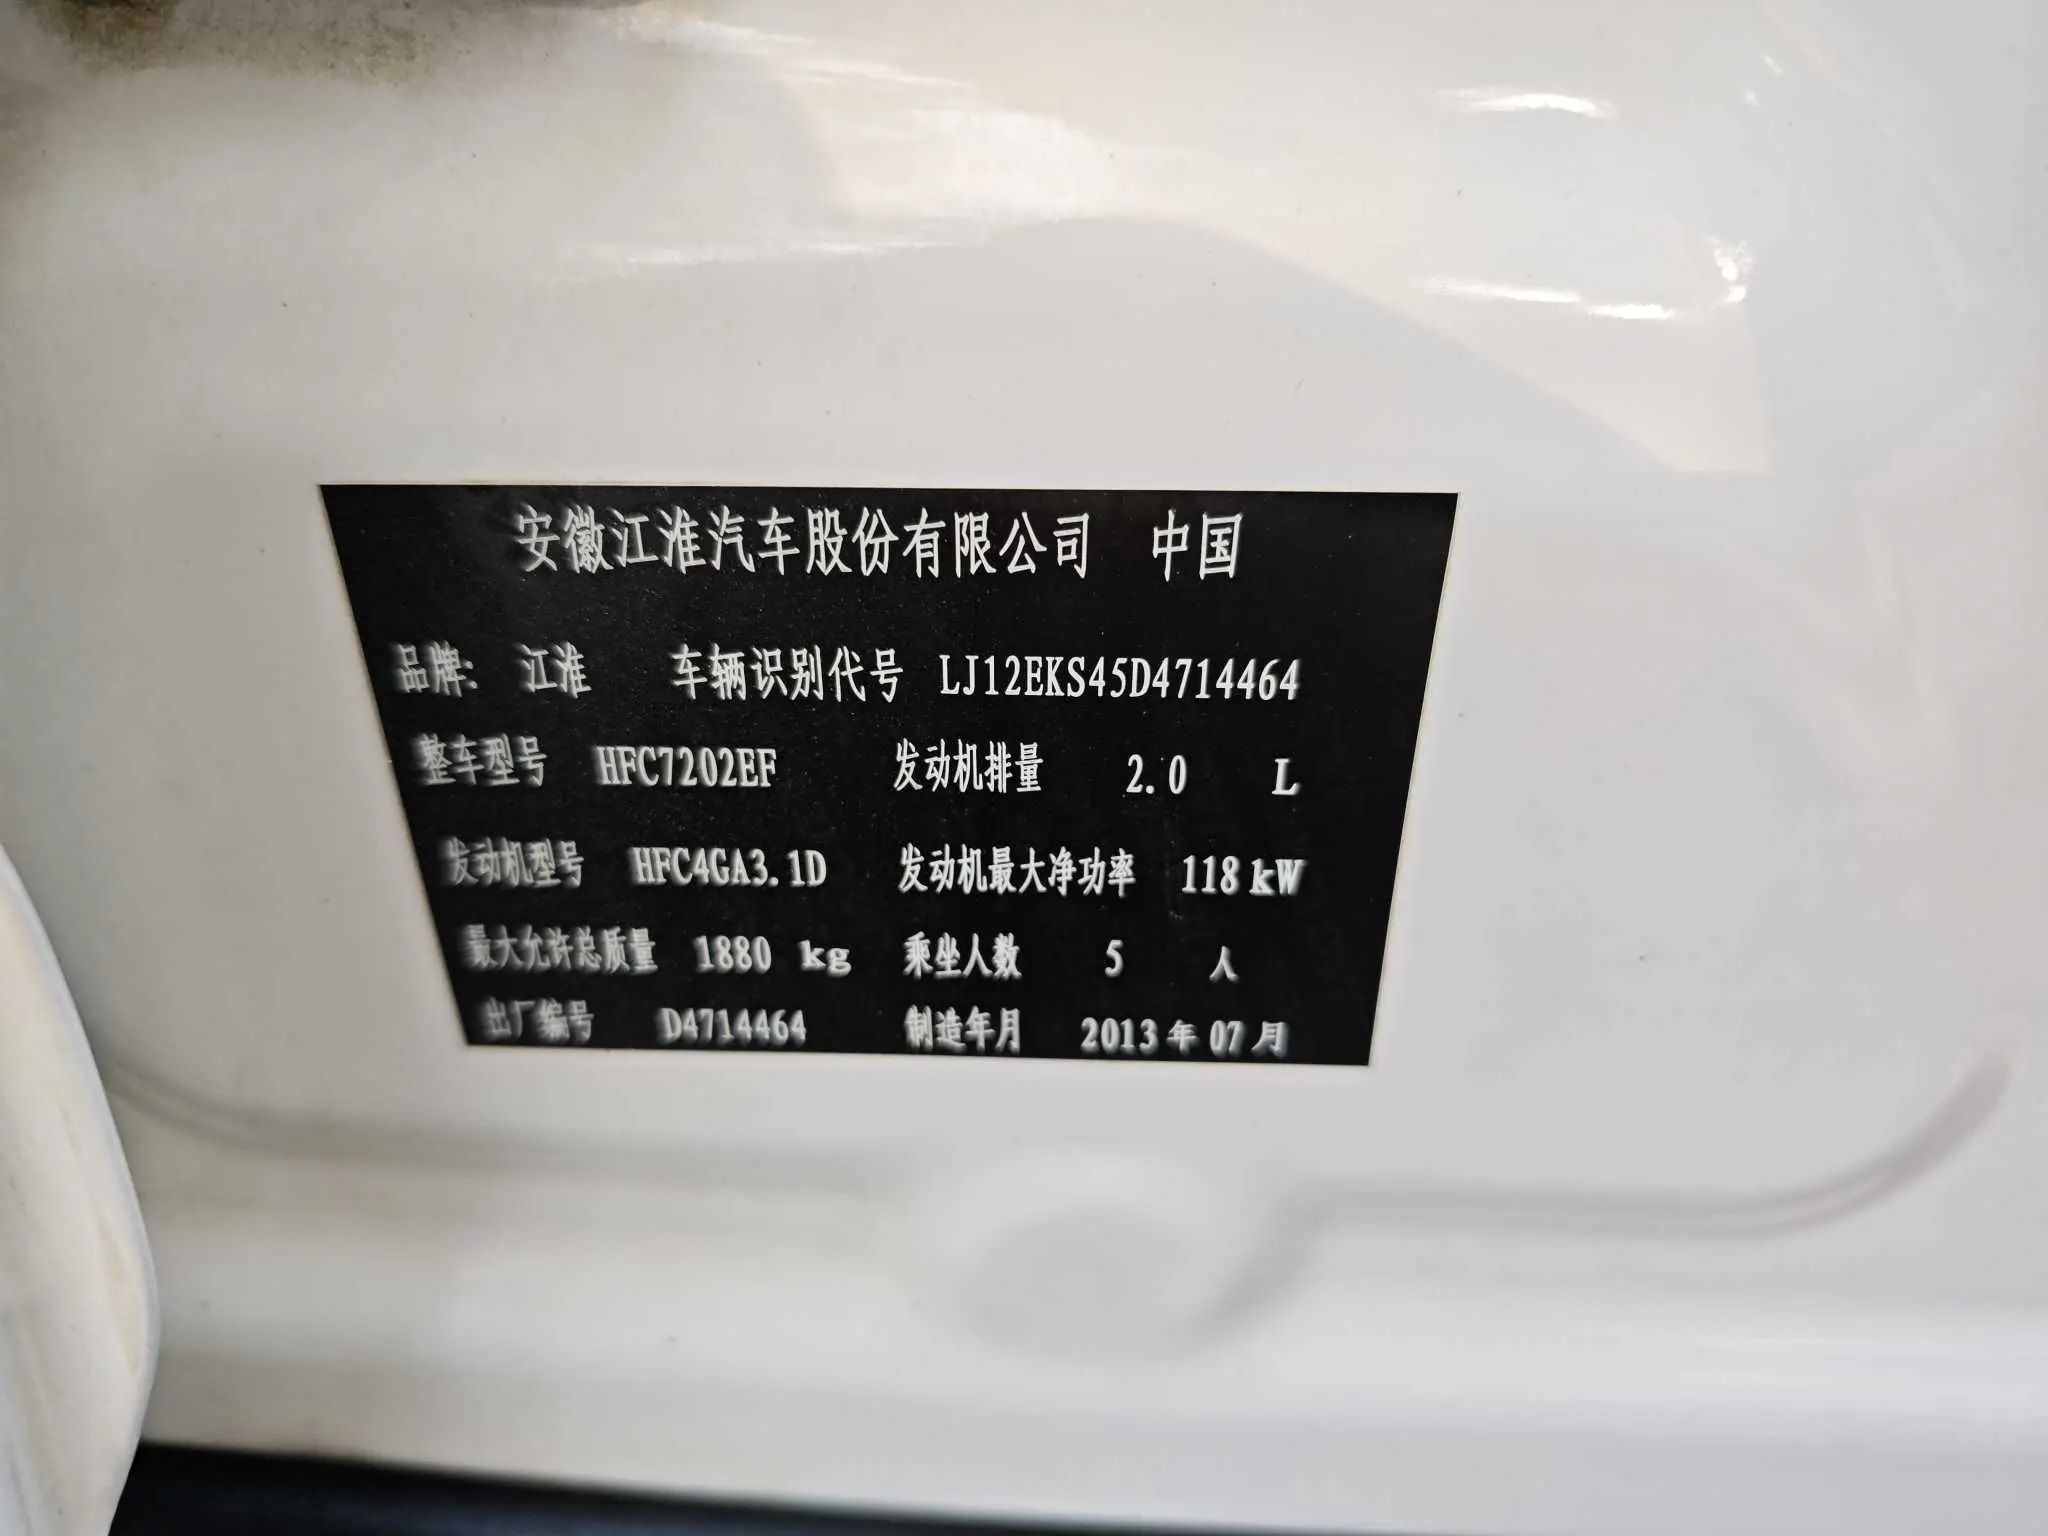 安徽江淮汽车股份有限公司 中国
品牌: 江淮 车辆识别代号 LJ12EKS45D4714464
整车型号 HFC7202EF 发动机排量 2.0 L
发动机型号 HFC4GA3.1D 发动机最大净功率 118 kW
最大允许总质量 1880 kg 乘坐人数 5 人
出厂编号 D4714464 制造年月 2013 年 07 月